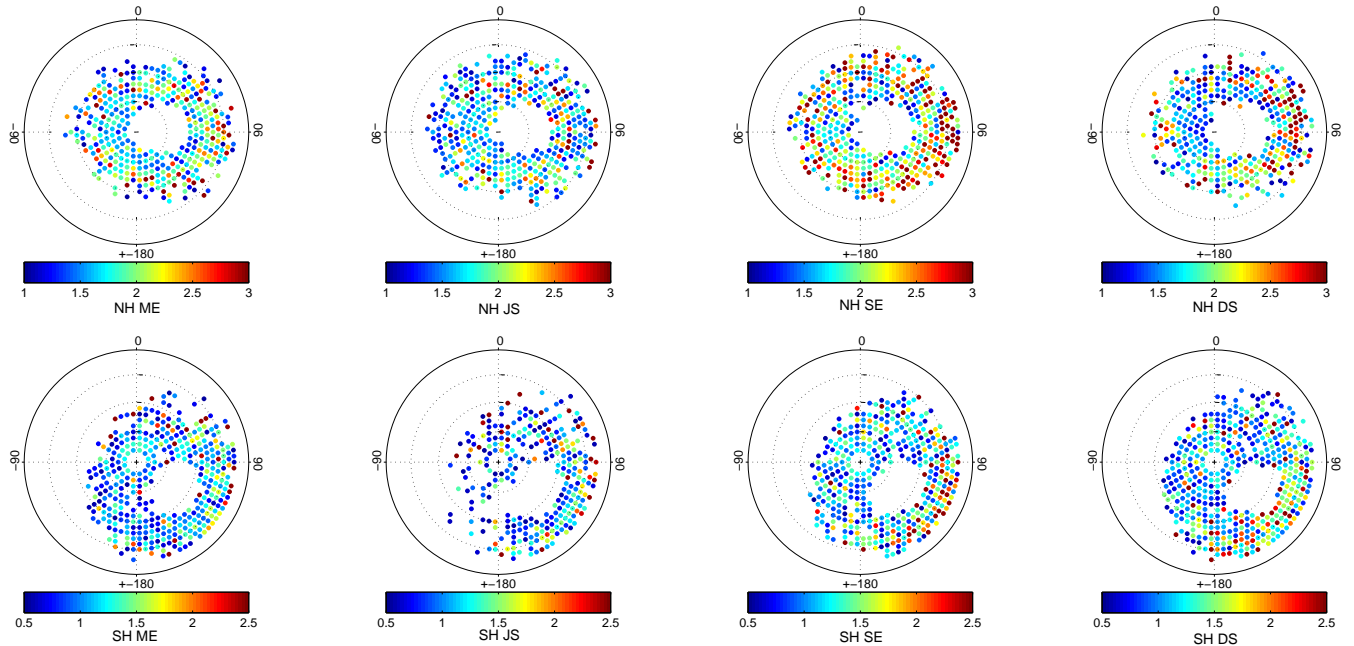 0 0 0 0
−90 90 −90 90 −90 90 −90 90
+−180 +−180 +−180 +−180
1 1.5 2 2.5 3 1 1.5 2 2.5 3 1 1.5 2 2.5 3 1 1.5 2 2.5 3
NH ME NH JS NH SE NH DS
0 0 0 0
−90 90 −90 90 −90 90 −90 90
+−180 +−180 +−180 +−180
0.5 1 1.5 2 2.5 0.5 1 1.5 2 2.5 0.5 1 1.5 2 2.5 0.5 1 1.5 2 2.5
SH ME SH JS SH SE SH DS